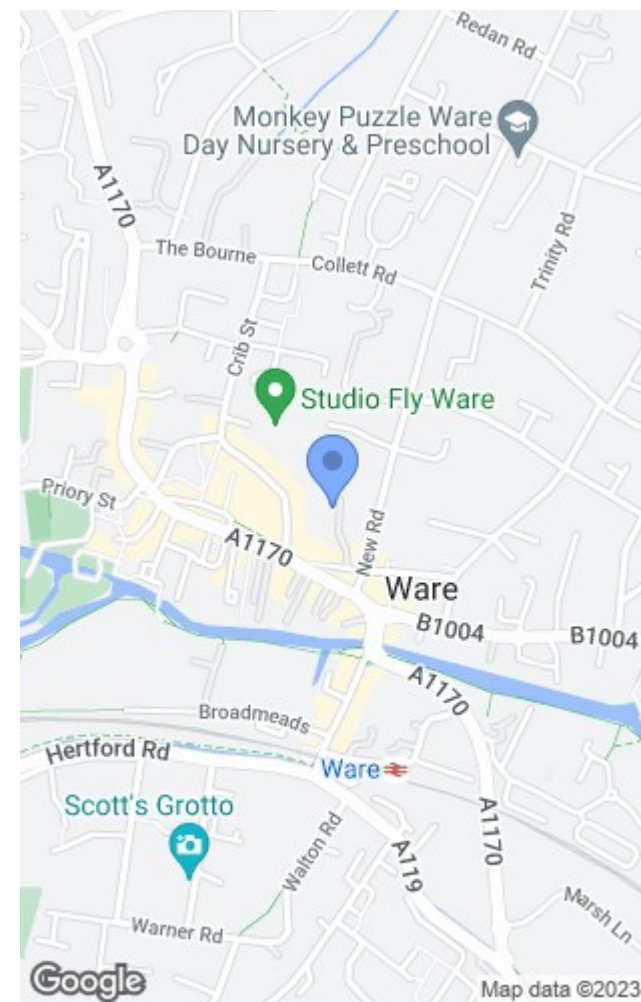 Redan Rd
Monkey Puzzle Ware
Day Nursery & Preschool
A1170
The Bourne
Collett Rd
Trinity Rd
Crib St
Studio Fly Ware
Priory St
A1170
New Rd
Ware
B1004
B1004
A1170
Broadmeads
Hertford Rd
Ware
Scott's Grotto
Walton Rd
A119
A1170
Marsh Ln
Warner Rd
Google
Map data ©2023